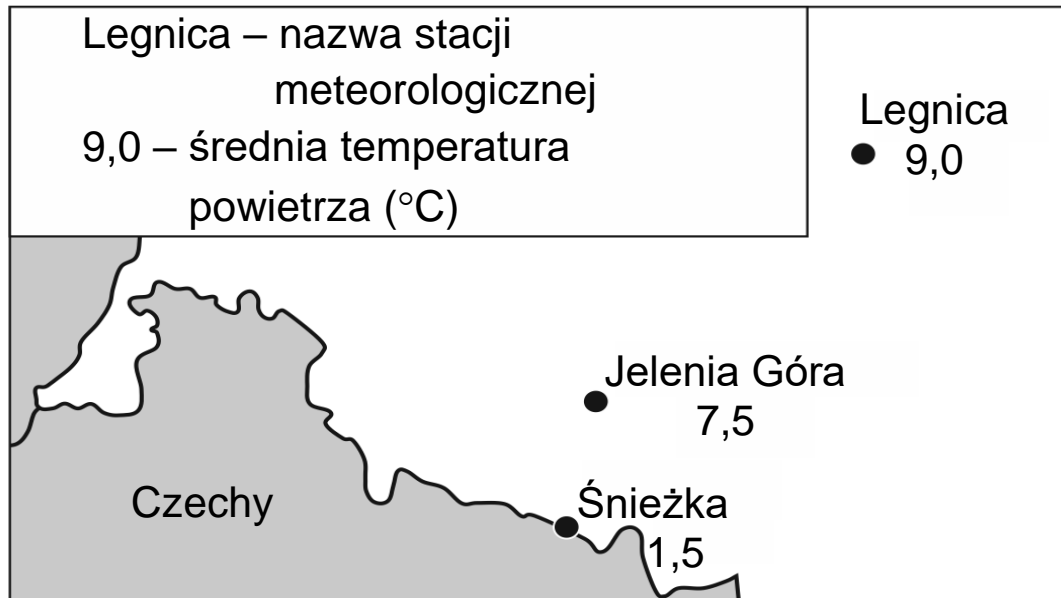 Legnica – nazwa stacji
meteorologicznej
9,0 – średnia temperatura
powietrza (°C)
Legnica
9,0
Jelenia Góra
7,5
Czechy
Śnieżka
1,5